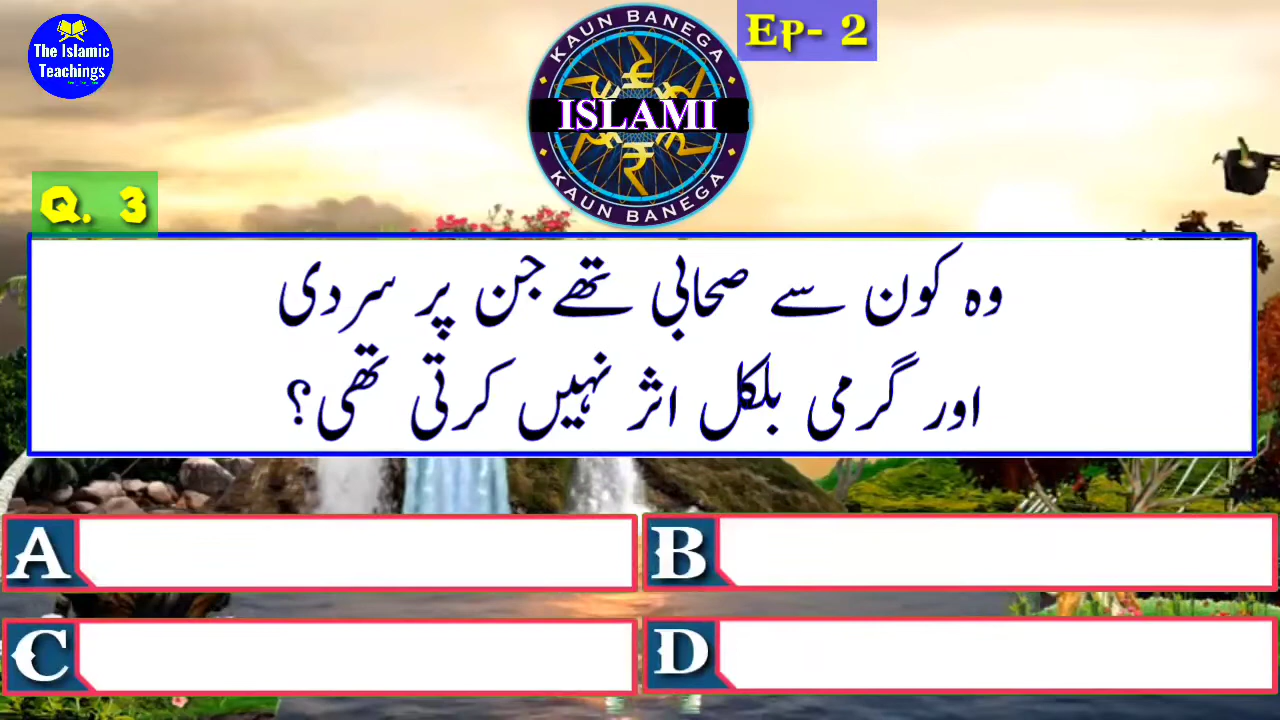 The Islamic
Teachings
KAUN BANEGA
ISLAMI
KAUN BANEGA
Ep- 2
Q. 3
وہ کون سے صحابی تھے جن پر سردی
اور گرمی بلکل اثر نہیں کرتی تھی؟
A
B
C
D